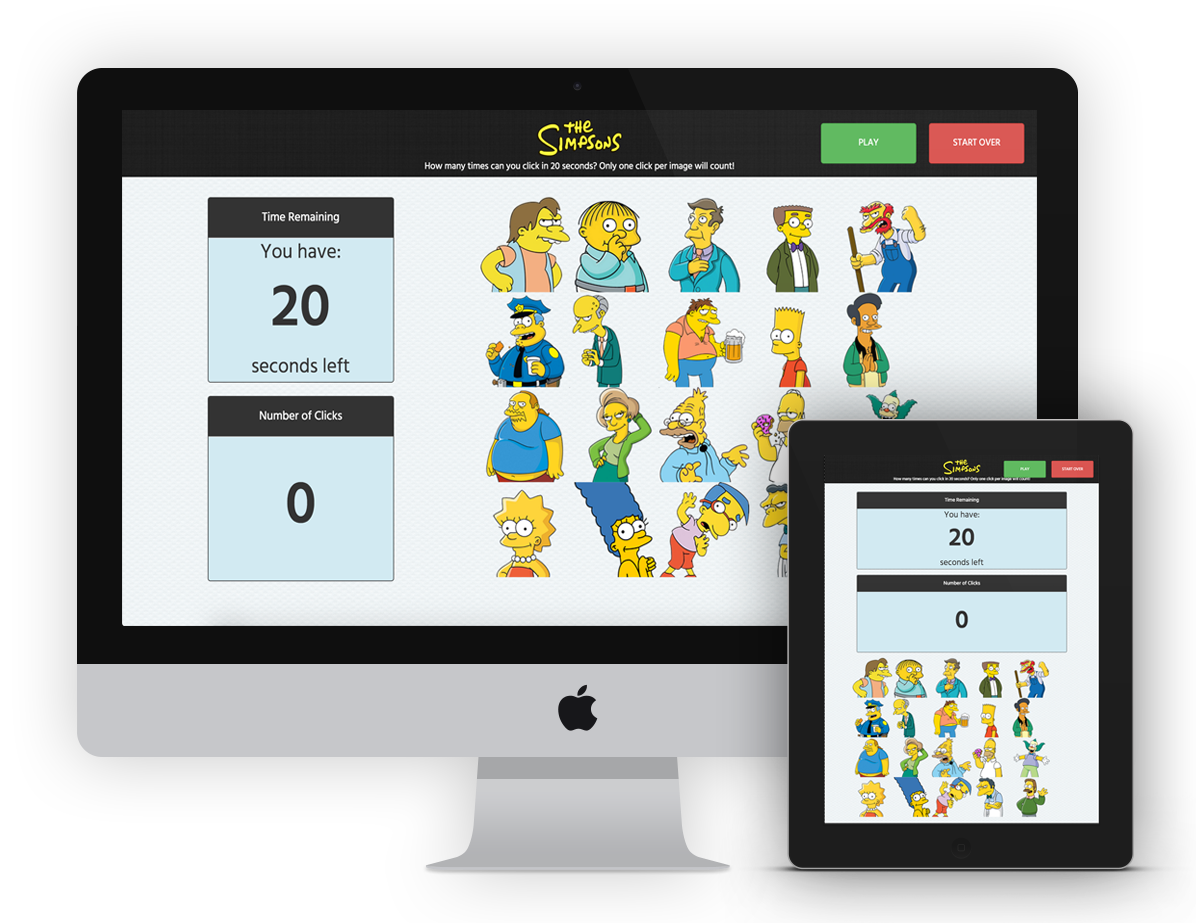 THE
SIMPSONS
How many times can you click in 20 seconds? Only one click per image will count!
PLAY
START OVER
Time Remaining
You have:
20
seconds left
Number of Clicks
0
THE
SIMPSONS
How many times can you click in 20 seconds? Only one click per image will count!
PLAY
START OVER
Time Remaining
You have:
20
seconds left
Number of Clicks
0